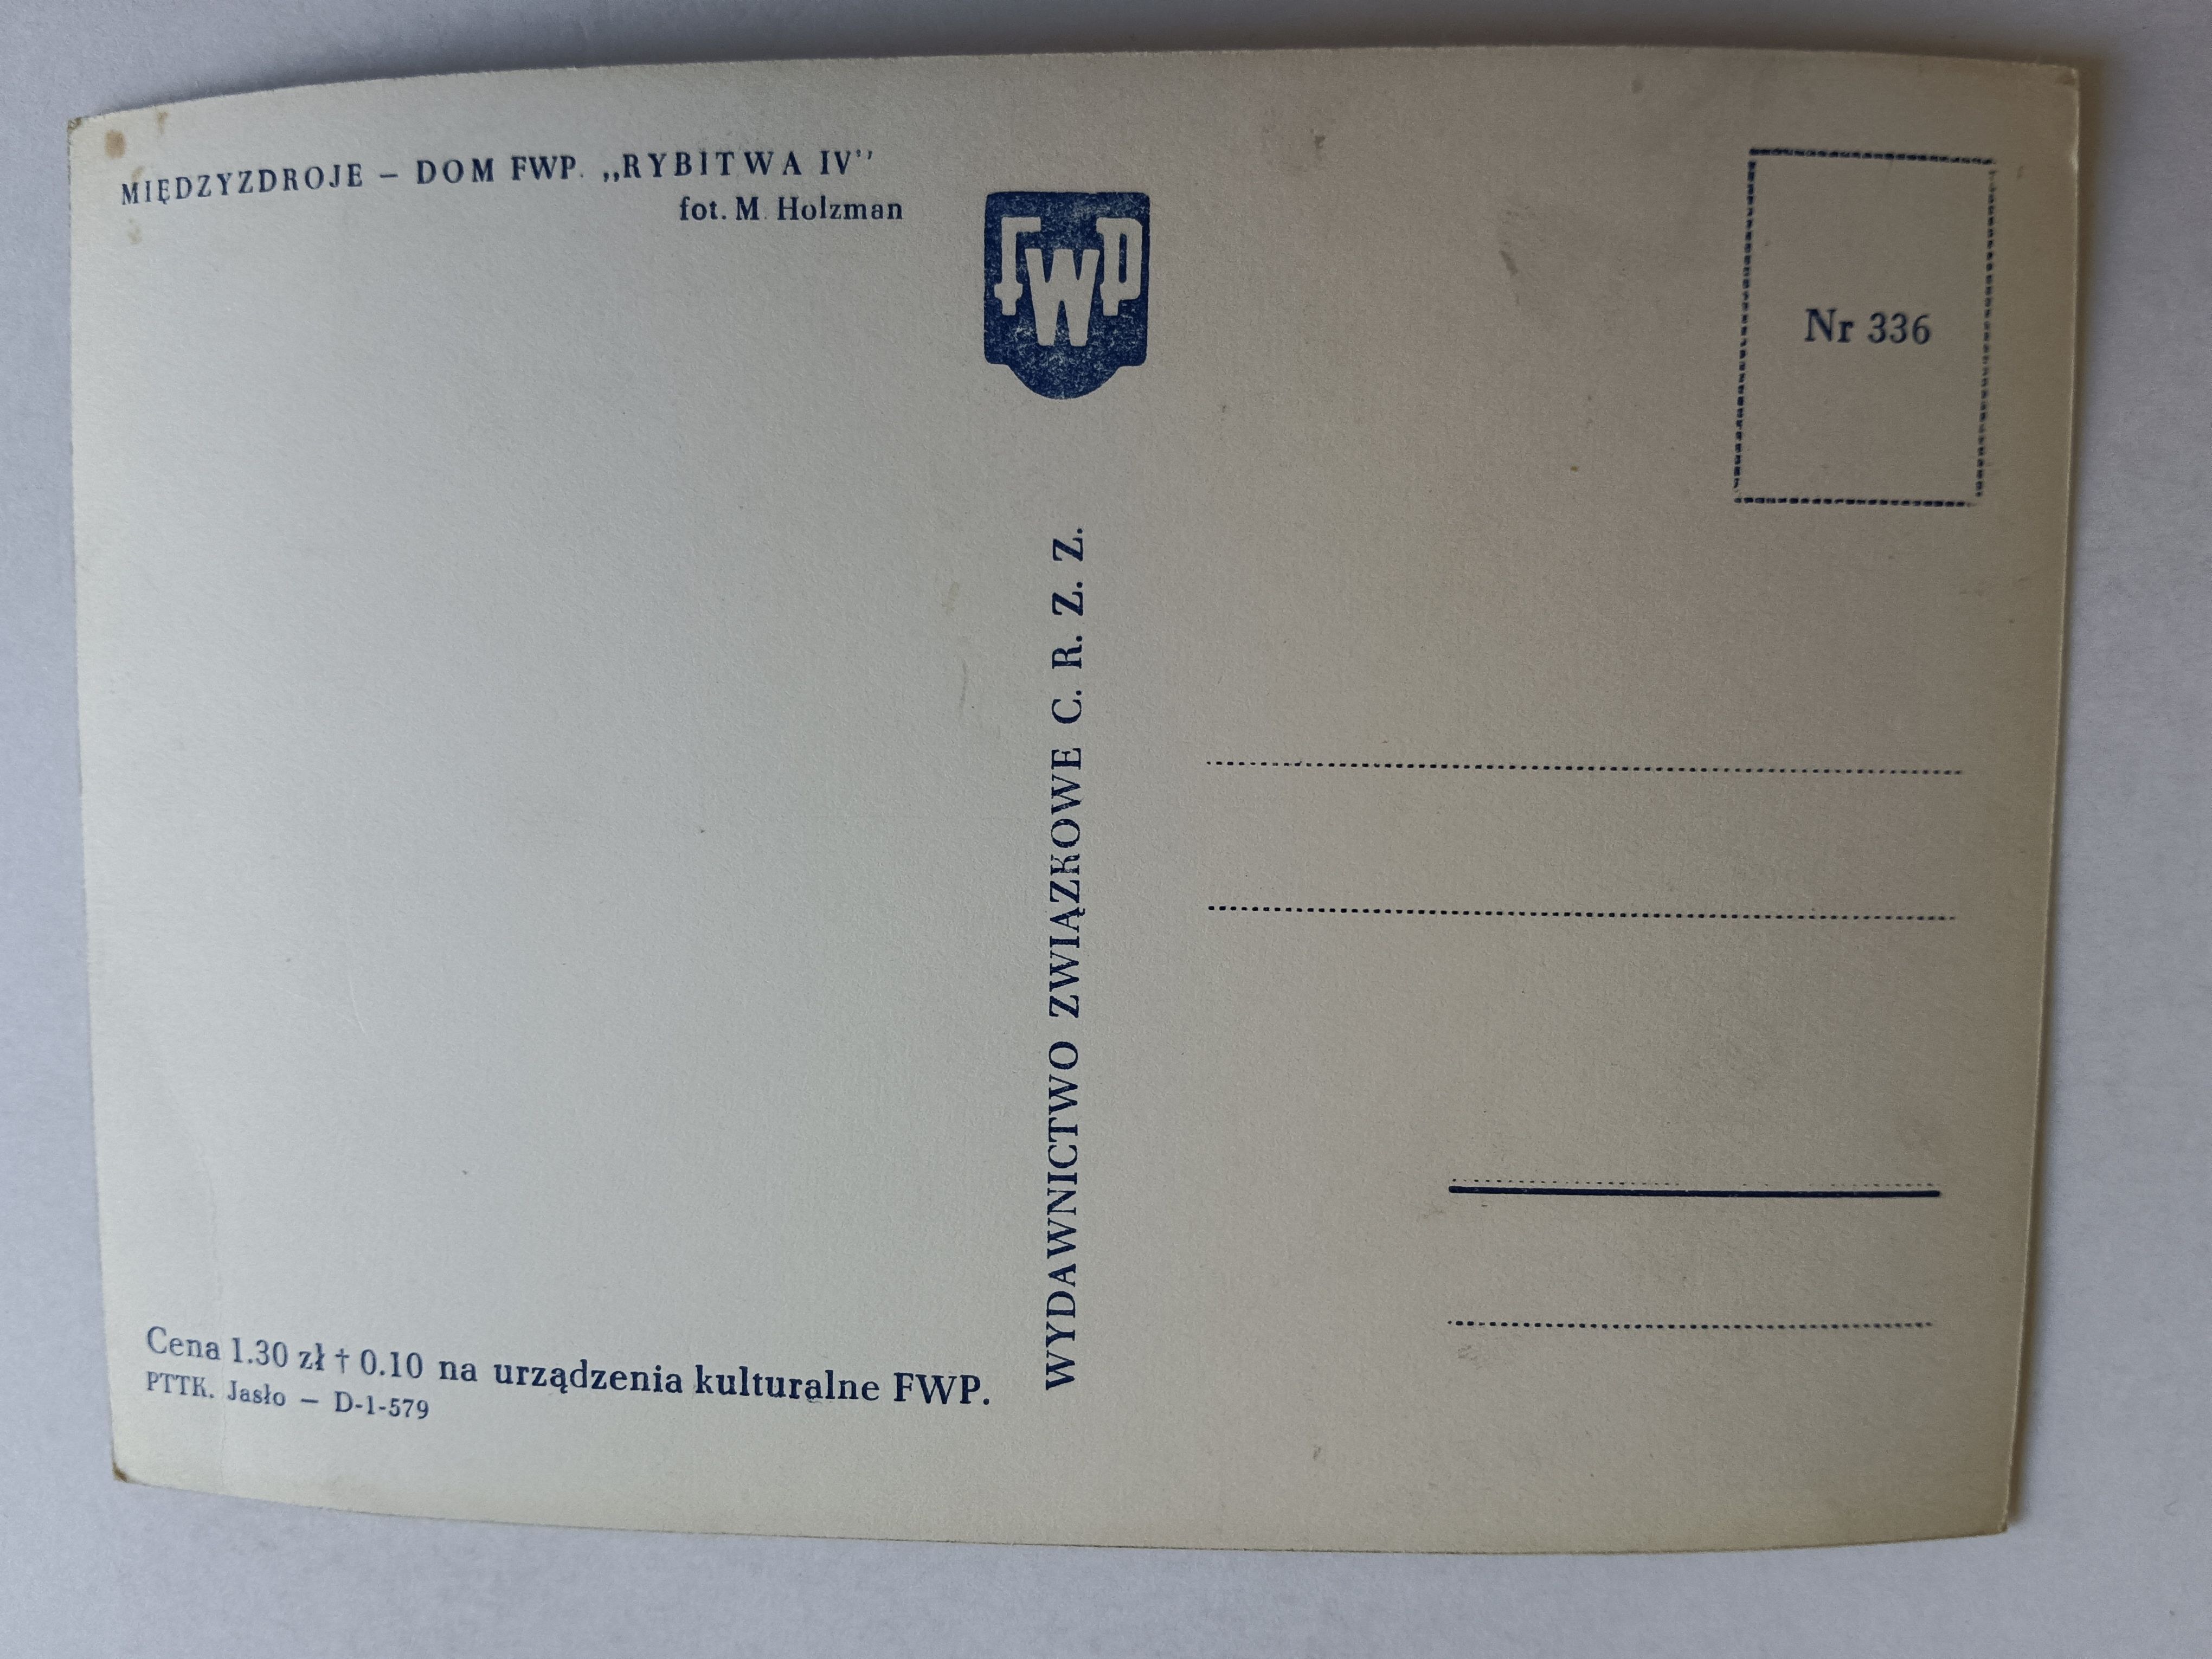 MIĘDZYZDROJE – DOM FWP. „RYBITWA IV”
fot. M. Holzman
FWP
Nr 336
WYDAWNICTWO ZWIĄZKOWE C. R. Z. Z.
Cena 1.30 zł † 0.10 na urządzenia kulturalne FWP.
PTTK. Jasło – D-1-579